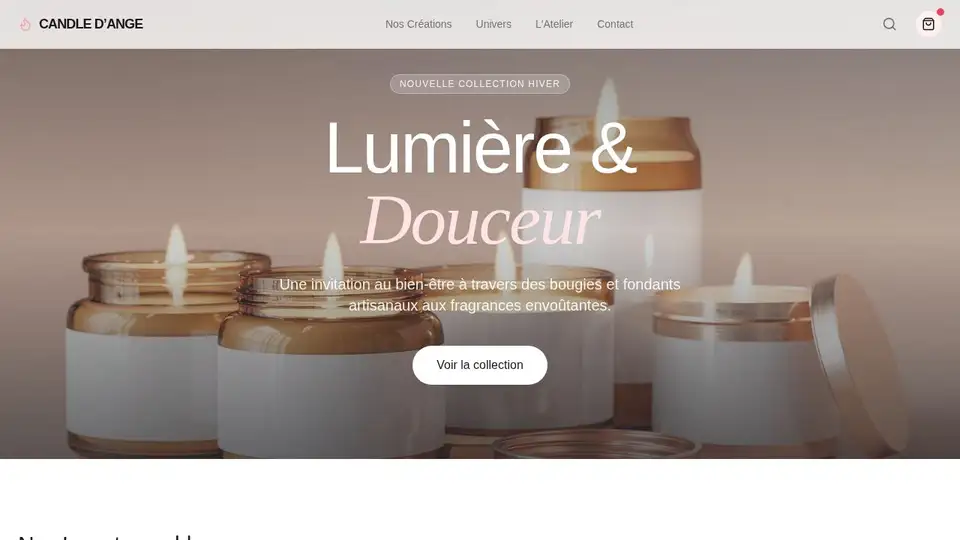 CANDLE D'ANGE
Nos Créations
Univers
L'Atelier
Contact
NOUVELLE COLLECTION HIVER
Lumière &
Douceur
Une invitation au bien-être à travers des bougies et fondants
artisanaux aux fragrances envoûtantes.
Voir la collection